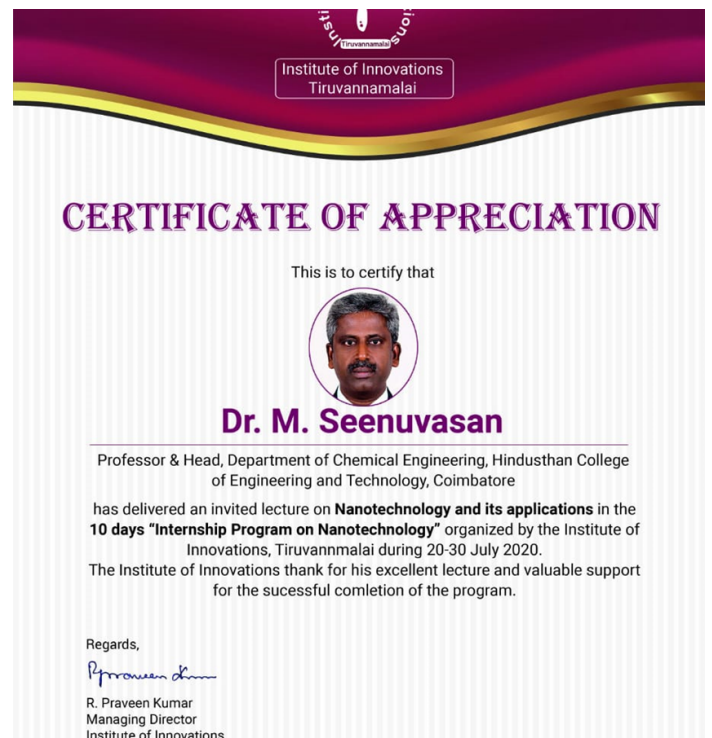 Tiruvannamalai
Institute of Innovations
Tiruvannamalai
CERTIFICATE OF APPRECIATION
This is to certify that
Dr. M. Seenuvasan
Professor & Head, Department of Chemical Engineering, Hindusthan College
of Engineering and Technology, Coimbatore
has delivered an invited lecture on Nanotechnology and its applications in the
10 days “Internship Program on Nanotechnology” organized by the Institute of
Innovations, Tiruvannmalai during 20-30 July 2020.
The Institute of Innovations thank for his excellent lecture and valuable support
for the sucessful comletion of the program.
Regards,
R. Praveen Kumar
Managing Director
Institute of Innovations